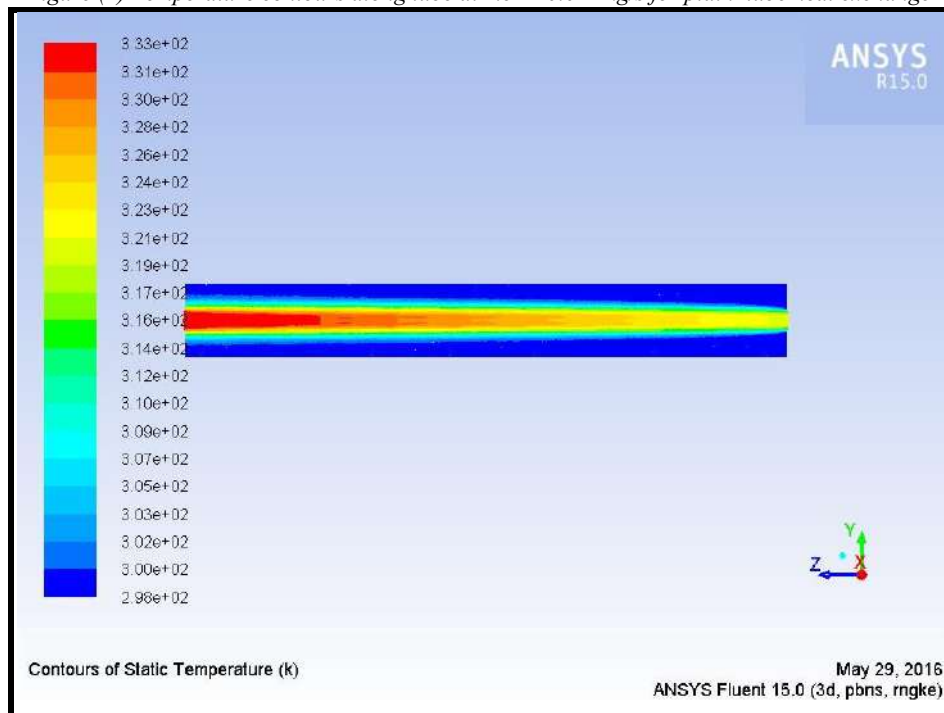 3.33e+02
3.31e+02
3.30e+02
3.28e+02
3.26e+02
3.24e+02
3.23e+02
3.21e+02
3.19e+02
3.17e+02
3.16e+02
3.14e+02
3.12e+02
3.10e+02
3.09e+02
3.07e+02
3.05e+02
3.03e+02
3.02e+02
3.00e+02
2.98e+02
ANSYS
R15.0
Y
Z X
Contours of Static Temperature (k)
May 29, 2016
ANSYS Fluent 15.0 (3d, pbns, rngke)